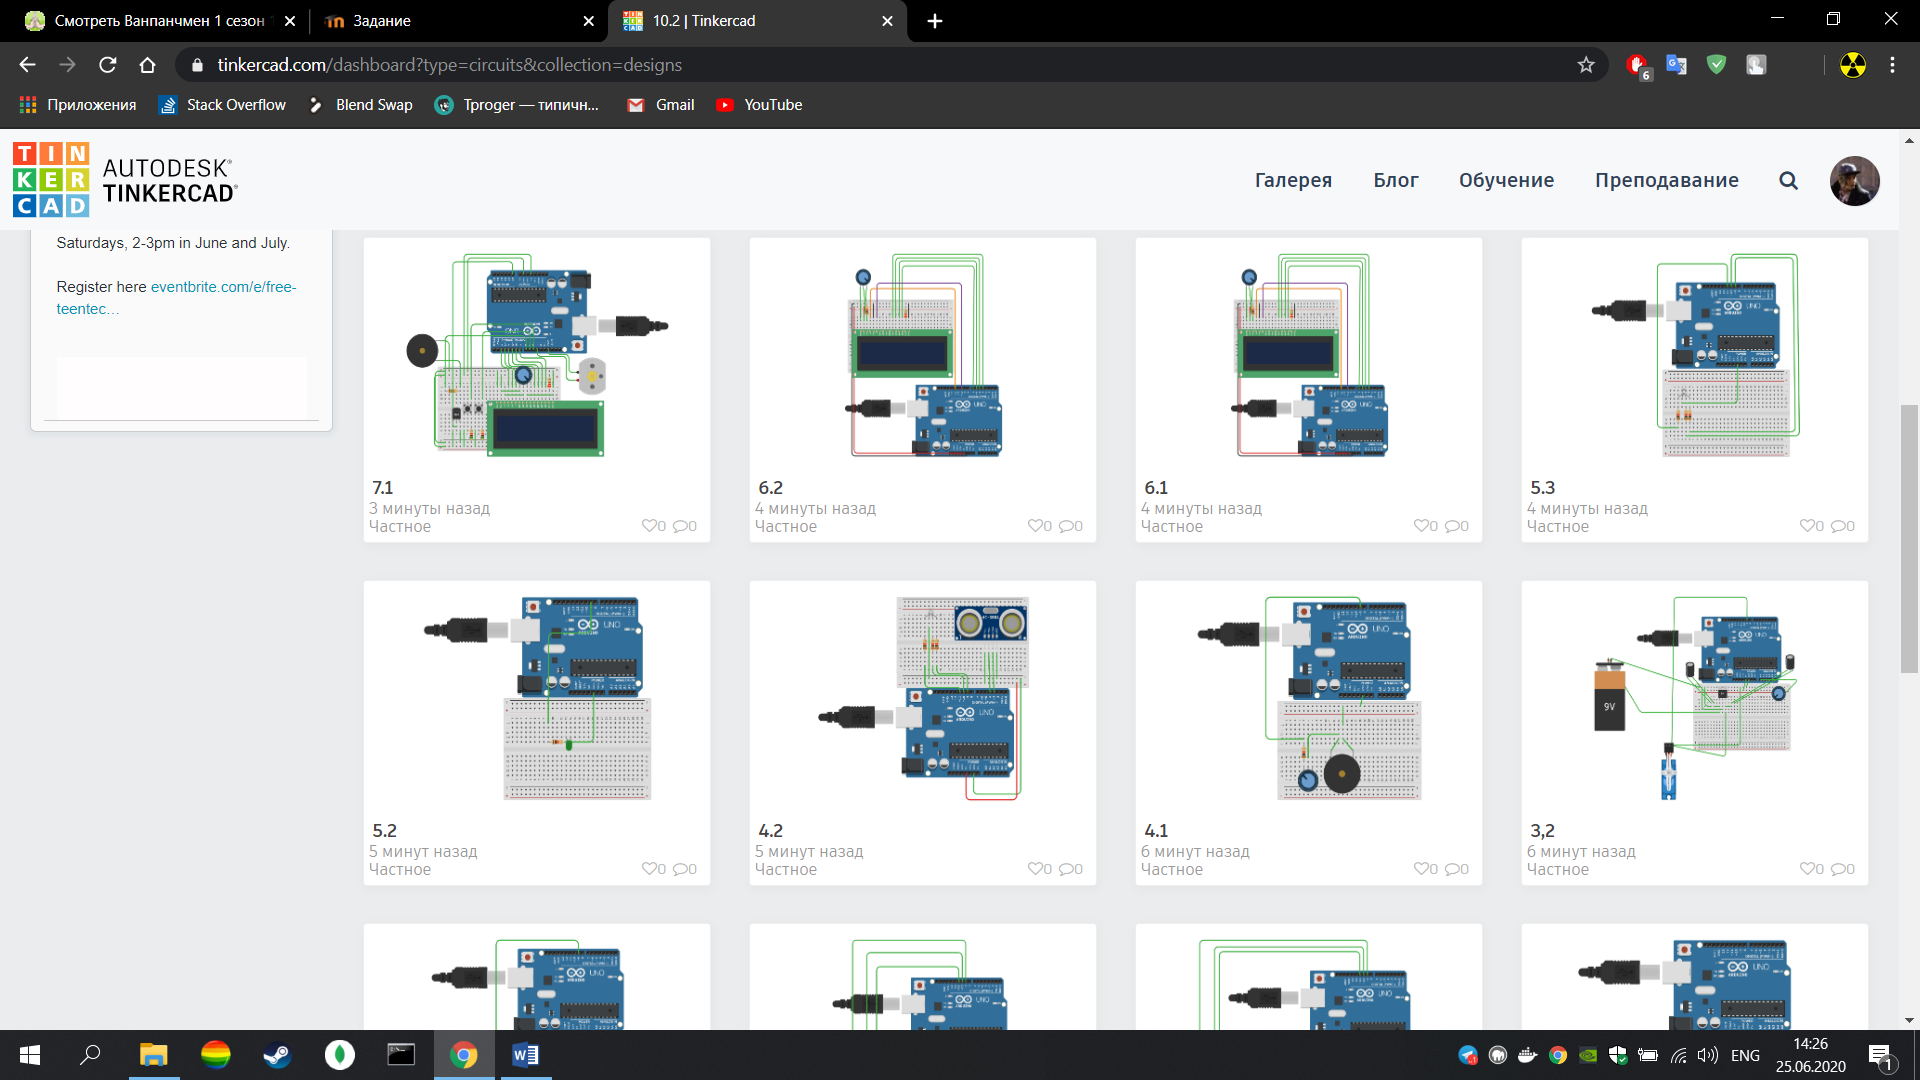 Смотреть Ванпанчмен 1 сезон
Задание
10.2 | Tinkercad
tinkercad.com/dashboard?type=circuits&collection=designs
6
Приложения
Stack Overflow
Blend Swap
Tproger — типичн...
Gmail
YouTube
TINKERCAD
AUTODESK
TINKERCAD
Галерея
Блог
Обучение
Преподавание
Saturdays, 2-3pm in June and July.
Register here eventbrite.com/e/free-
teentec…
7.1
3 минуты назад
Частное
0 0
6.2
4 минуты назад
Частное
0 0
6.1
4 минуты назад
Частное
0 0
5.3
4 минуты назад
Частное
0 0
5.2
5 минут назад
Частное
0 0
4.2
5 минут назад
Частное
0 0
4.1
6 минут назад
Частное
0 0
9V
3,2
6 минут назад
Частное
0 0
ENG
14:26
25.06.2020
1